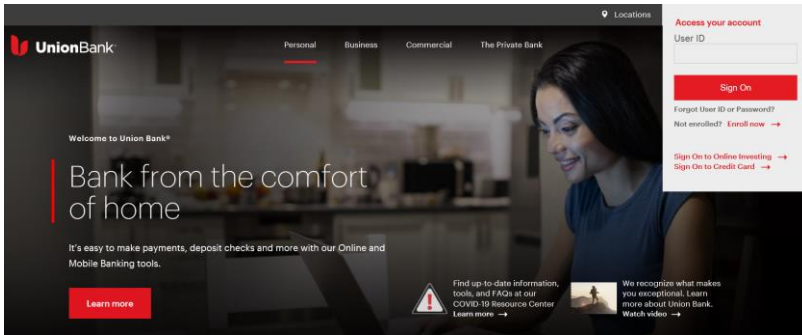 Locations
UnionBank
Personal Business Commercial The Private Bank
Access your account
User ID
Sign On
Forgot User ID or Password?
Not enrolled? Enroll now →
Sign On to Online Investing →
Sign On to Credit Card →
Welcome to Union Bank®
Bank from the comfort
of home
It's easy to make payments, deposit checks and more with our Online and
Mobile Banking tools.
Learn more
Find up-to-date information,
tools, and FAQs at our
COVID-19 Resource Center
Learn more →
We recognize what makes
you exceptional. Learn
more about Union Bank.
Watch video →